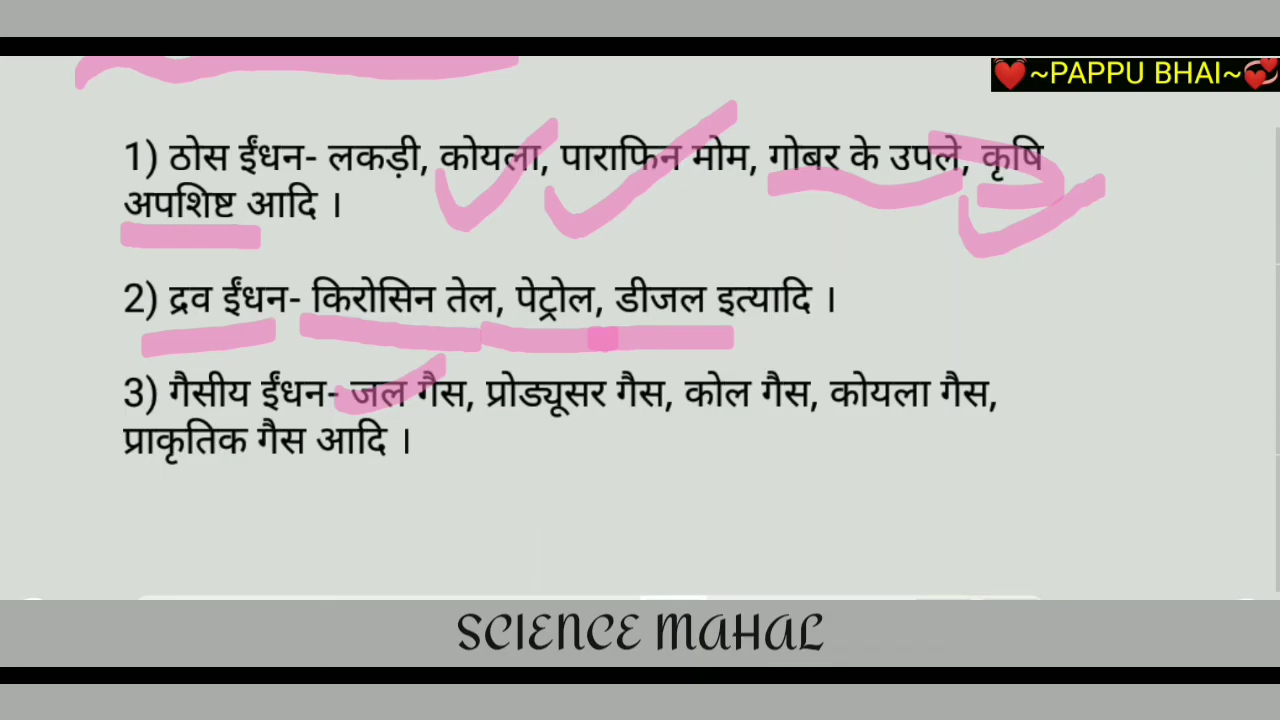 ~PAPPU BHAI~
1) ठोस ईंधन- लकड़ी, कोयला, पाराफिन मोम, गोबर के उपले, कृषि
अपशिष्ट आदि ।
2) द्रव ईंधन- किरोसिन तेल, पेट्रोल, डीजल इत्यादि ।
3) गैसीय ईंधन- जल गैस, प्रोड्यूसर गैस, कोल गैस, कोयला गैस,
प्राकृतिक गैस आदि ।
SCIENCE MAHAL